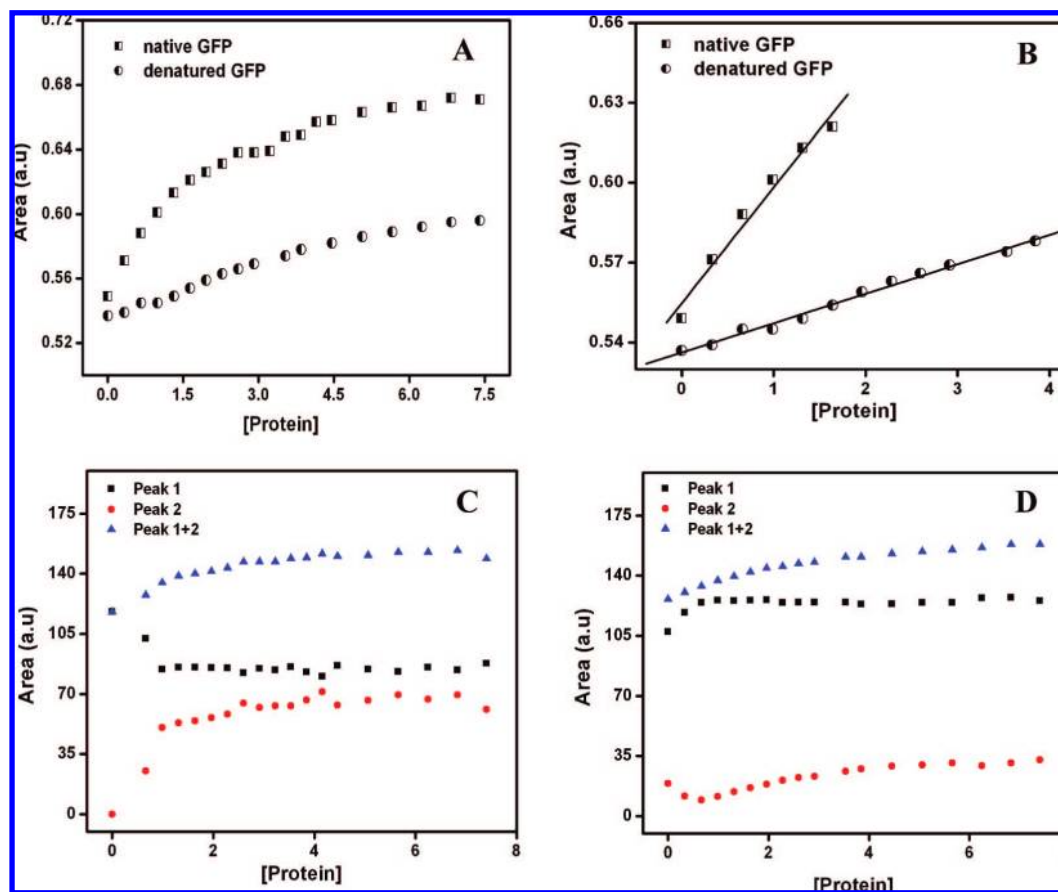 0.72
native GFP
denatured GFP
A
0.68
0.64
0.60
0.56
0.52
Area (a.u)
0.0 1.5 3.0 4.5 6.0 7.5
[Protein]
0.66
native GFP
denatured GFP
B
0.63
0.60
0.57
0.54
Area (a.u)
0 1 2 3 4
[Protein]
Peak 1
Peak 2
Peak 1+2
C
175
140
105
70
35
0
Area (a.u)
0 2 4 6 8
[Protein]
Peak 1
Peak 2
Peak 1+2
D
175
140
105
70
35
0
Area (a.u)
0 2 4 6
[Protein]